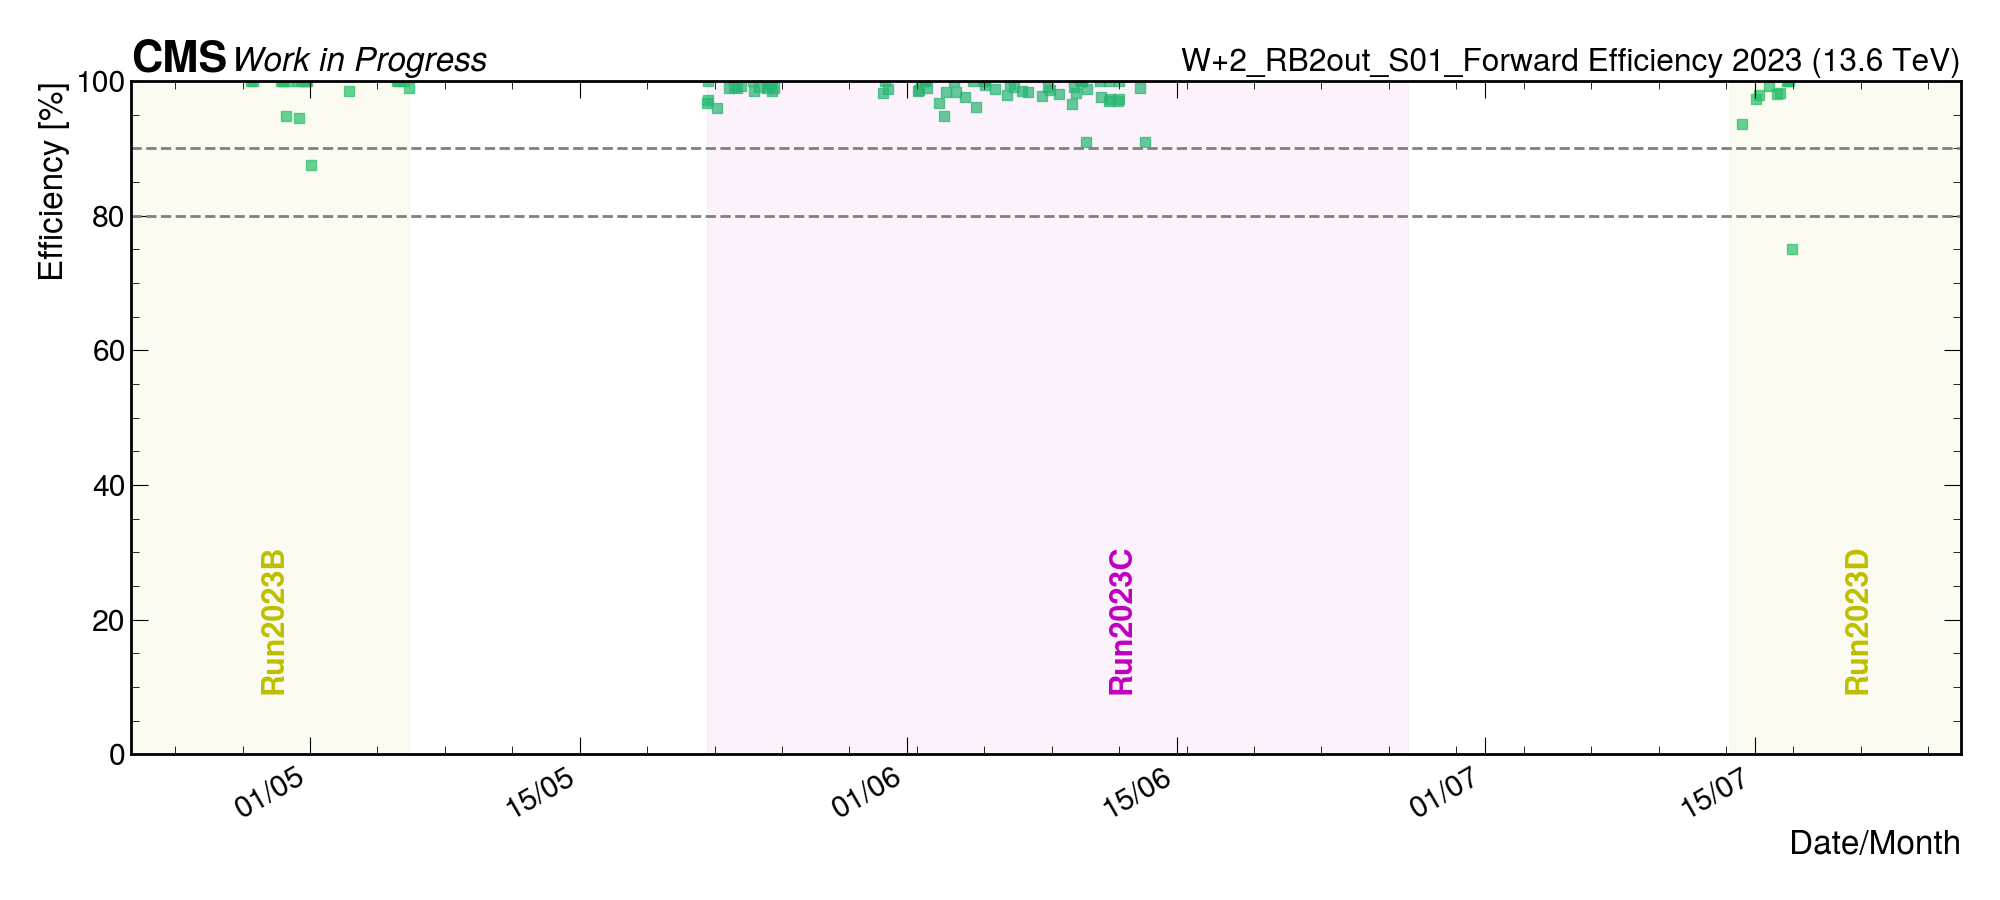 CMS Work in Progress
W+2_RB2out_S01_Forward Efficiency 2023 (13.6 TeV)
Efficiency [%]
100
80
60
40
20
0
Run2023B
Run2023C
Run2023D
01/05
15/05
01/06
15/06
01/07
15/07
Date/Month